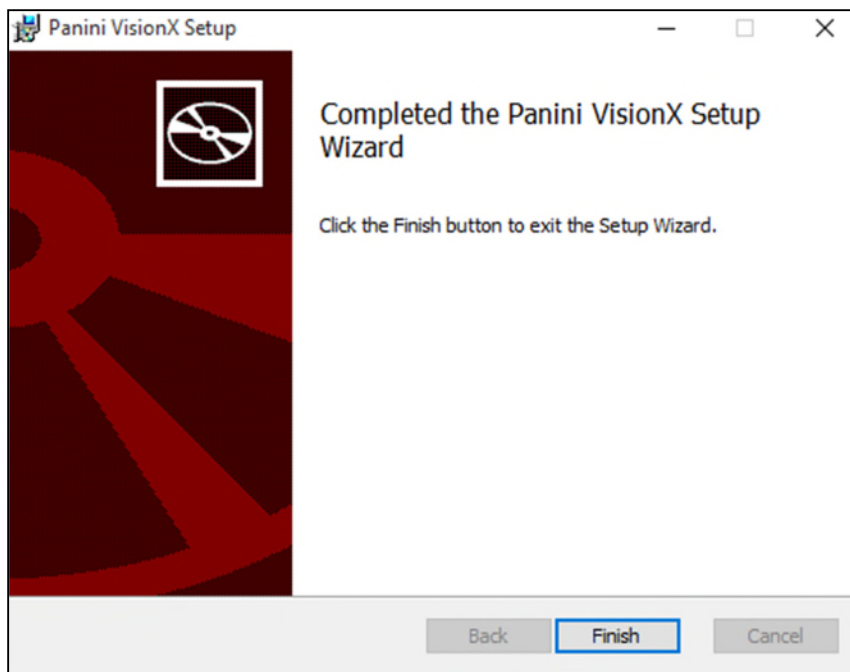 Panini VisionX Setup
Completed the Panini VisionX Setup
Wizard
Click the Finish button to exit the Setup Wizard.
Back
Finish
Cancel